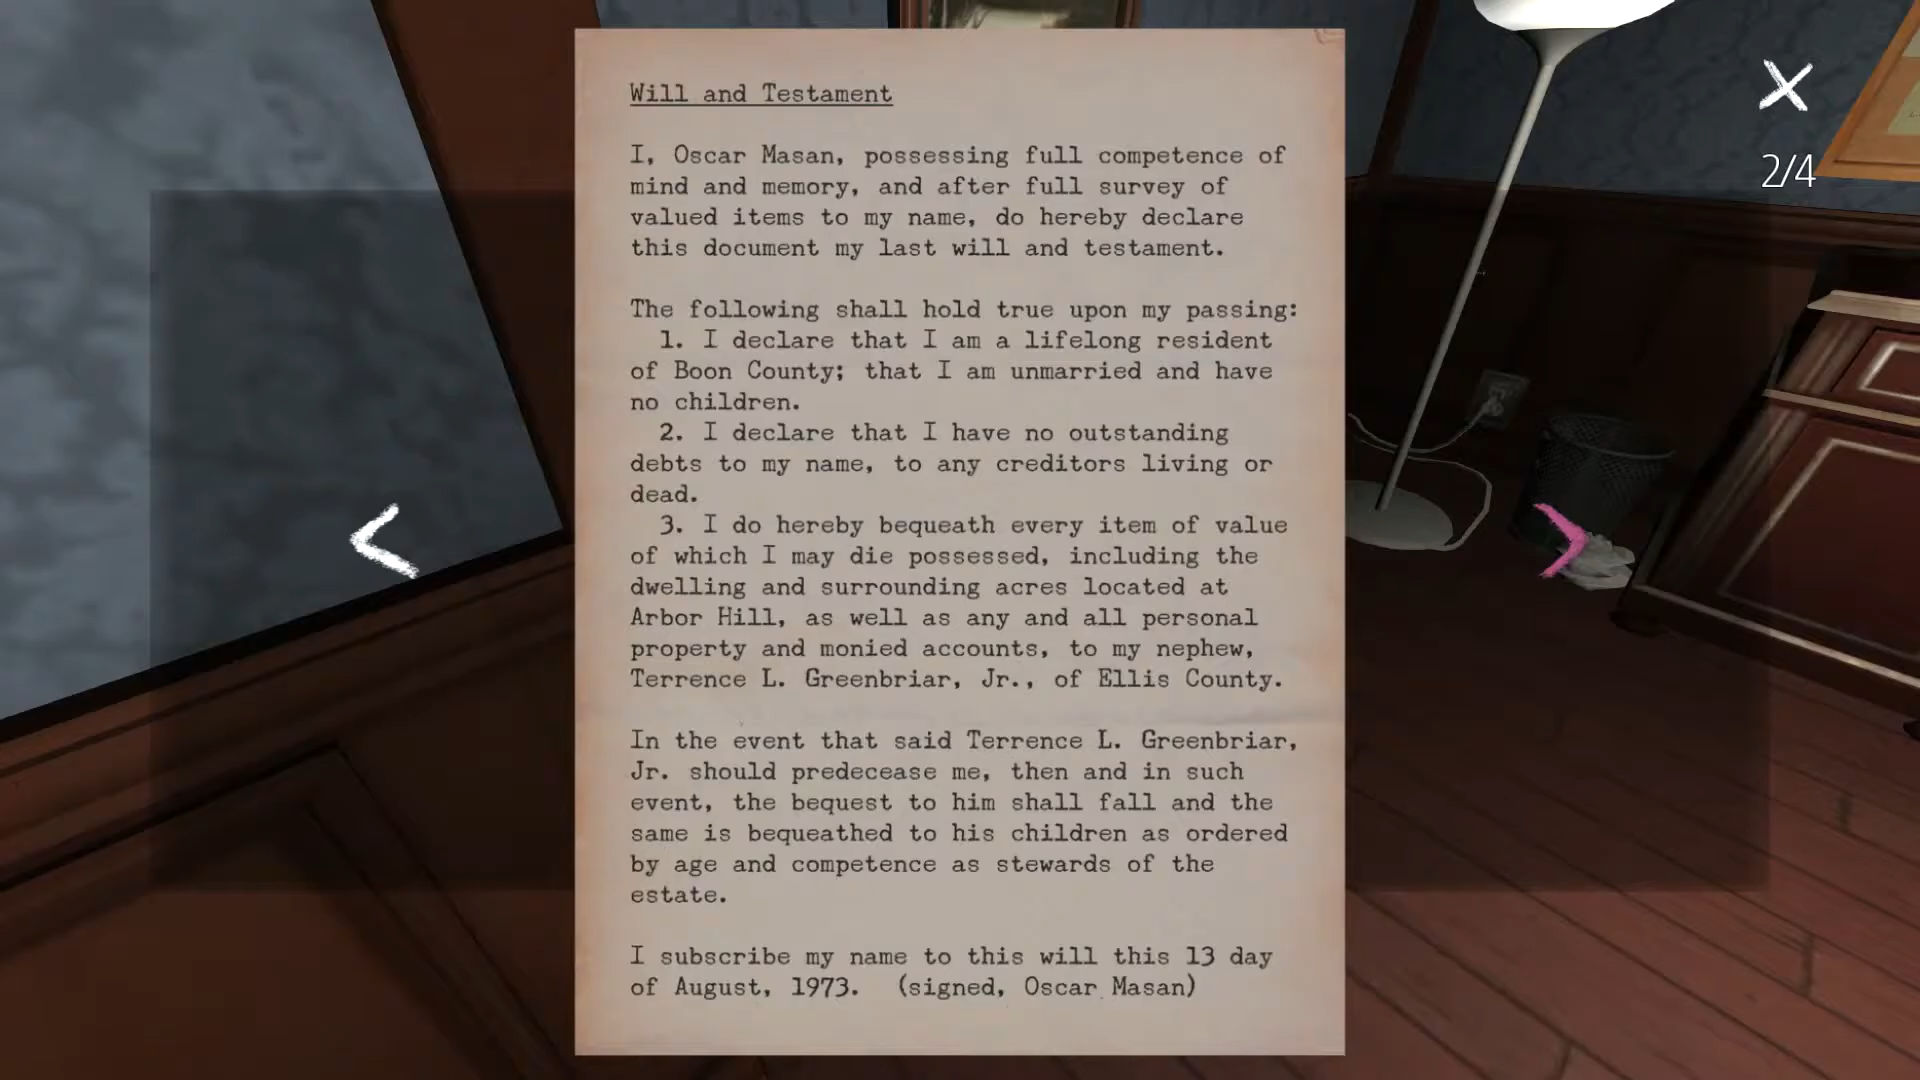 Will and Testament
I, Oscar Masan, possessing full competence of
mind and memory, and after full survey of
valued items to my name, do hereby declare
this document my last will and testament.
The following shall hold true upon my passing:
1. I declare that I am a lifelong resident
of Boon County; that I am unmarried and have
no children.
2. I declare that I have no outstanding
debts to my name, to any creditors living or
dead.
3. I do hereby bequeath every item of value
of which I may die possessed, including the
dwelling and surrounding acres located at
Arbor Hill, as well as any and all personal
property and monied accounts, to my nephew,
Terrence L. Greenbriar, Jr., of Ellis County.
In the event that said Terrence L. Greenbriar,
Jr. should predecease me, then and in such
event, the bequest to him shall fall and the
same is bequeathed to his children as ordered
by age and competence as stewards of the
estate.
I subscribe my name to this will this 13 day
of August, 1973. (signed, Oscar Masan)
2/4